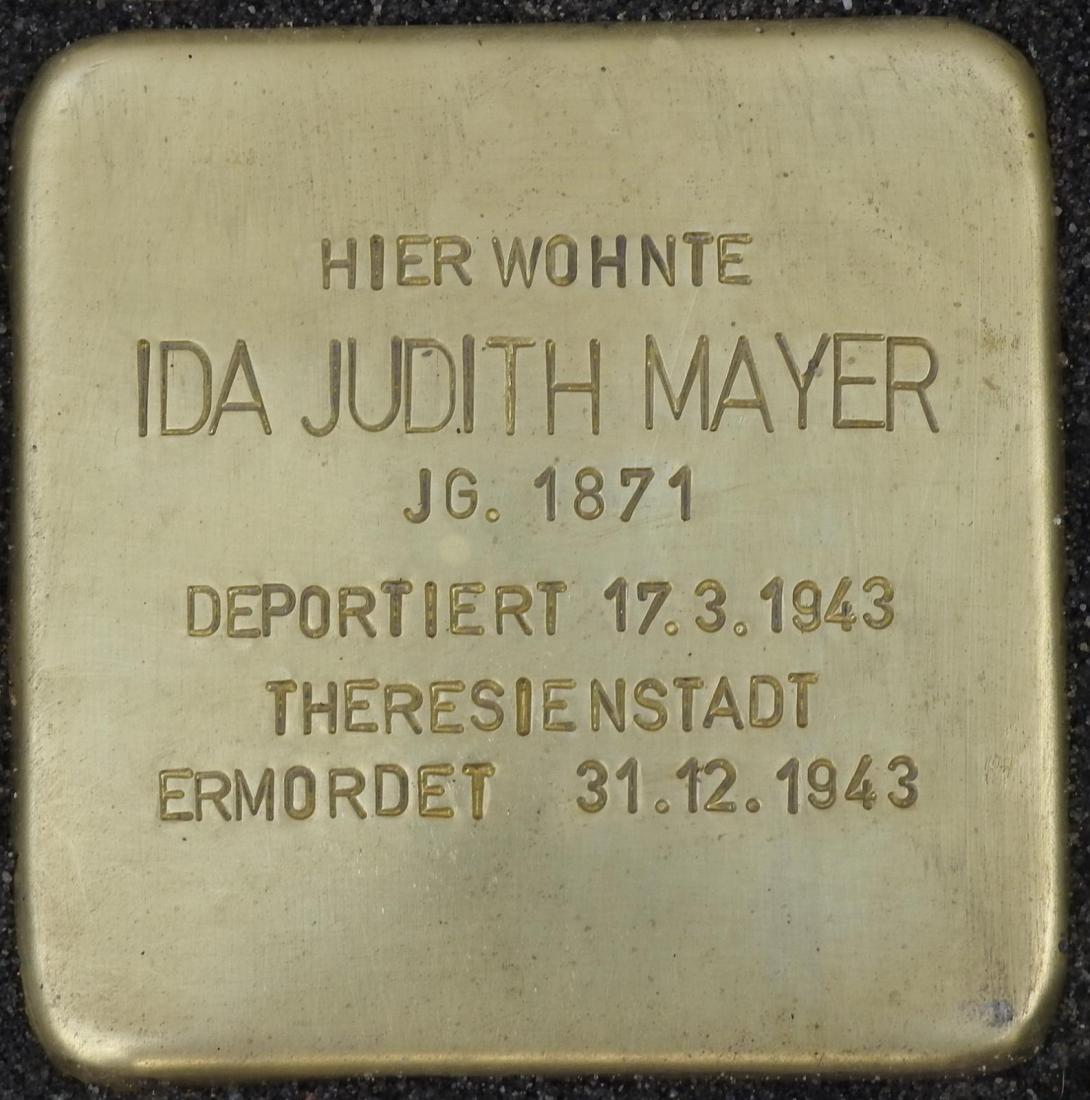 HIER WOHNTE
IDA JUDITH MAYER
JG. 1871
DEPORTIERT 17.3.1943
THERESIENSTADT
ERMORDET 31.12.1943